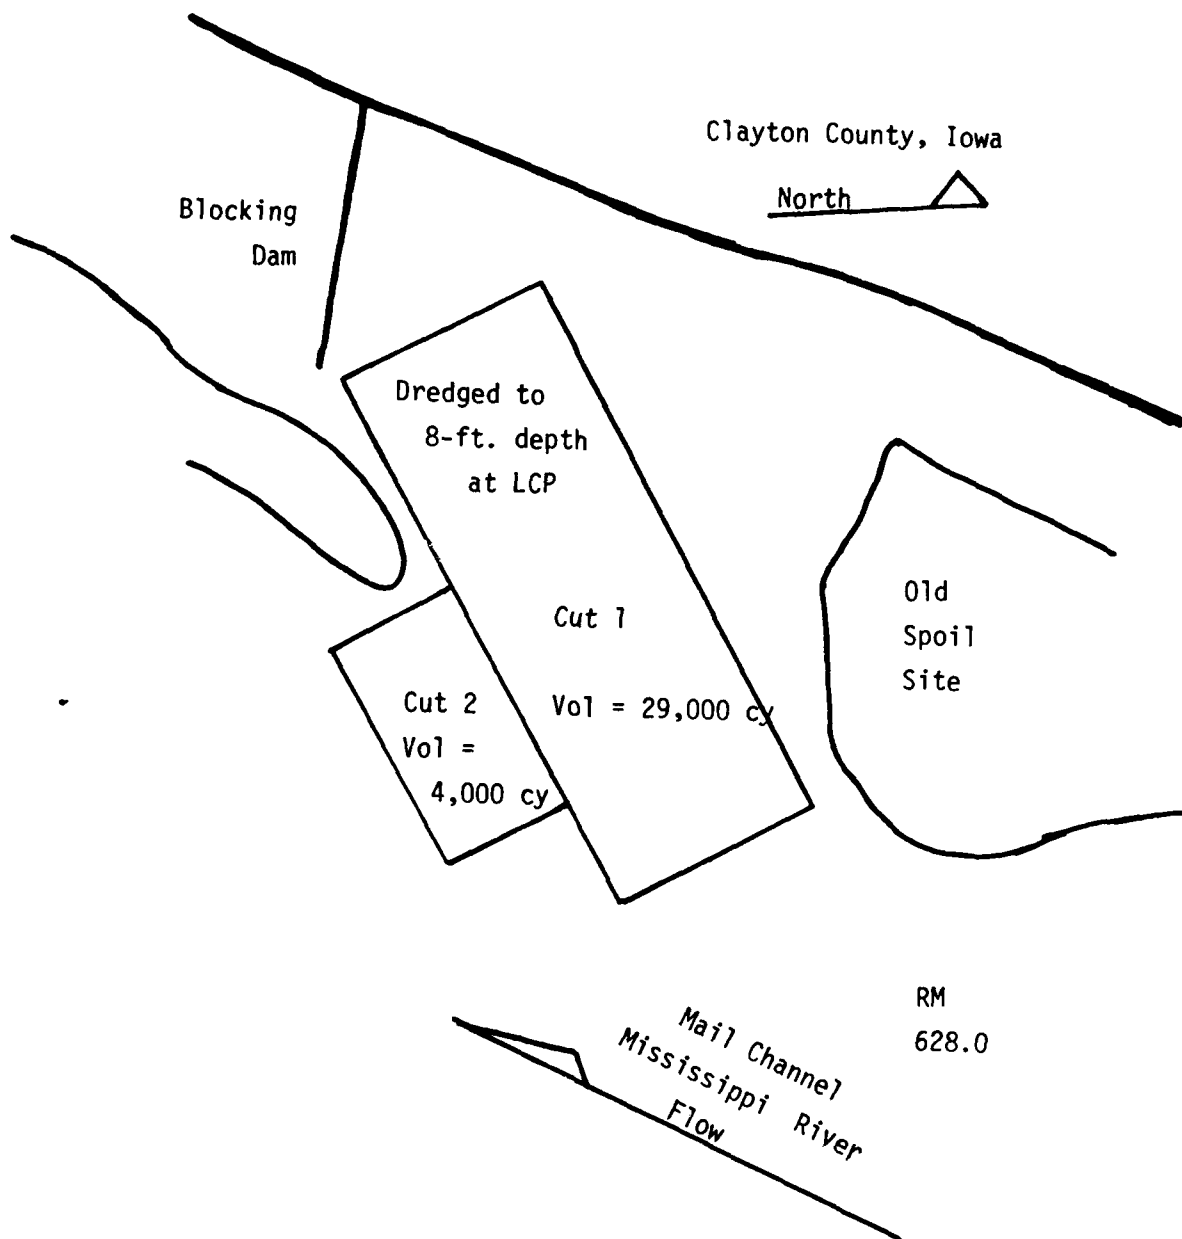 Clayton County, Iowa
North
Blocking
Dam
Dredged to
8-ft. depth
at LCP
Cut 1
Vol = 29,000 cy
Cut 2
Vol =
4,000 cy
Old
Spoil
Site
RM
628.0
Mail Channel
Mississippi River
Flow